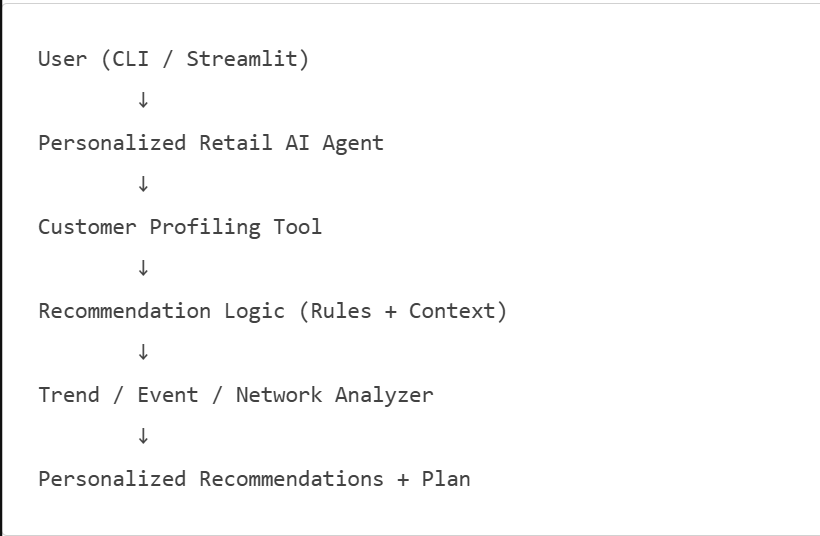 User (CLI / Streamlit)
↓
Personalized Retail AI Agent
↓
Customer Profiling Tool
↓
Recommendation Logic (Rules + Context)
↓
Trend / Event / Network Analyzer
↓
Personalized Recommendations + Plan